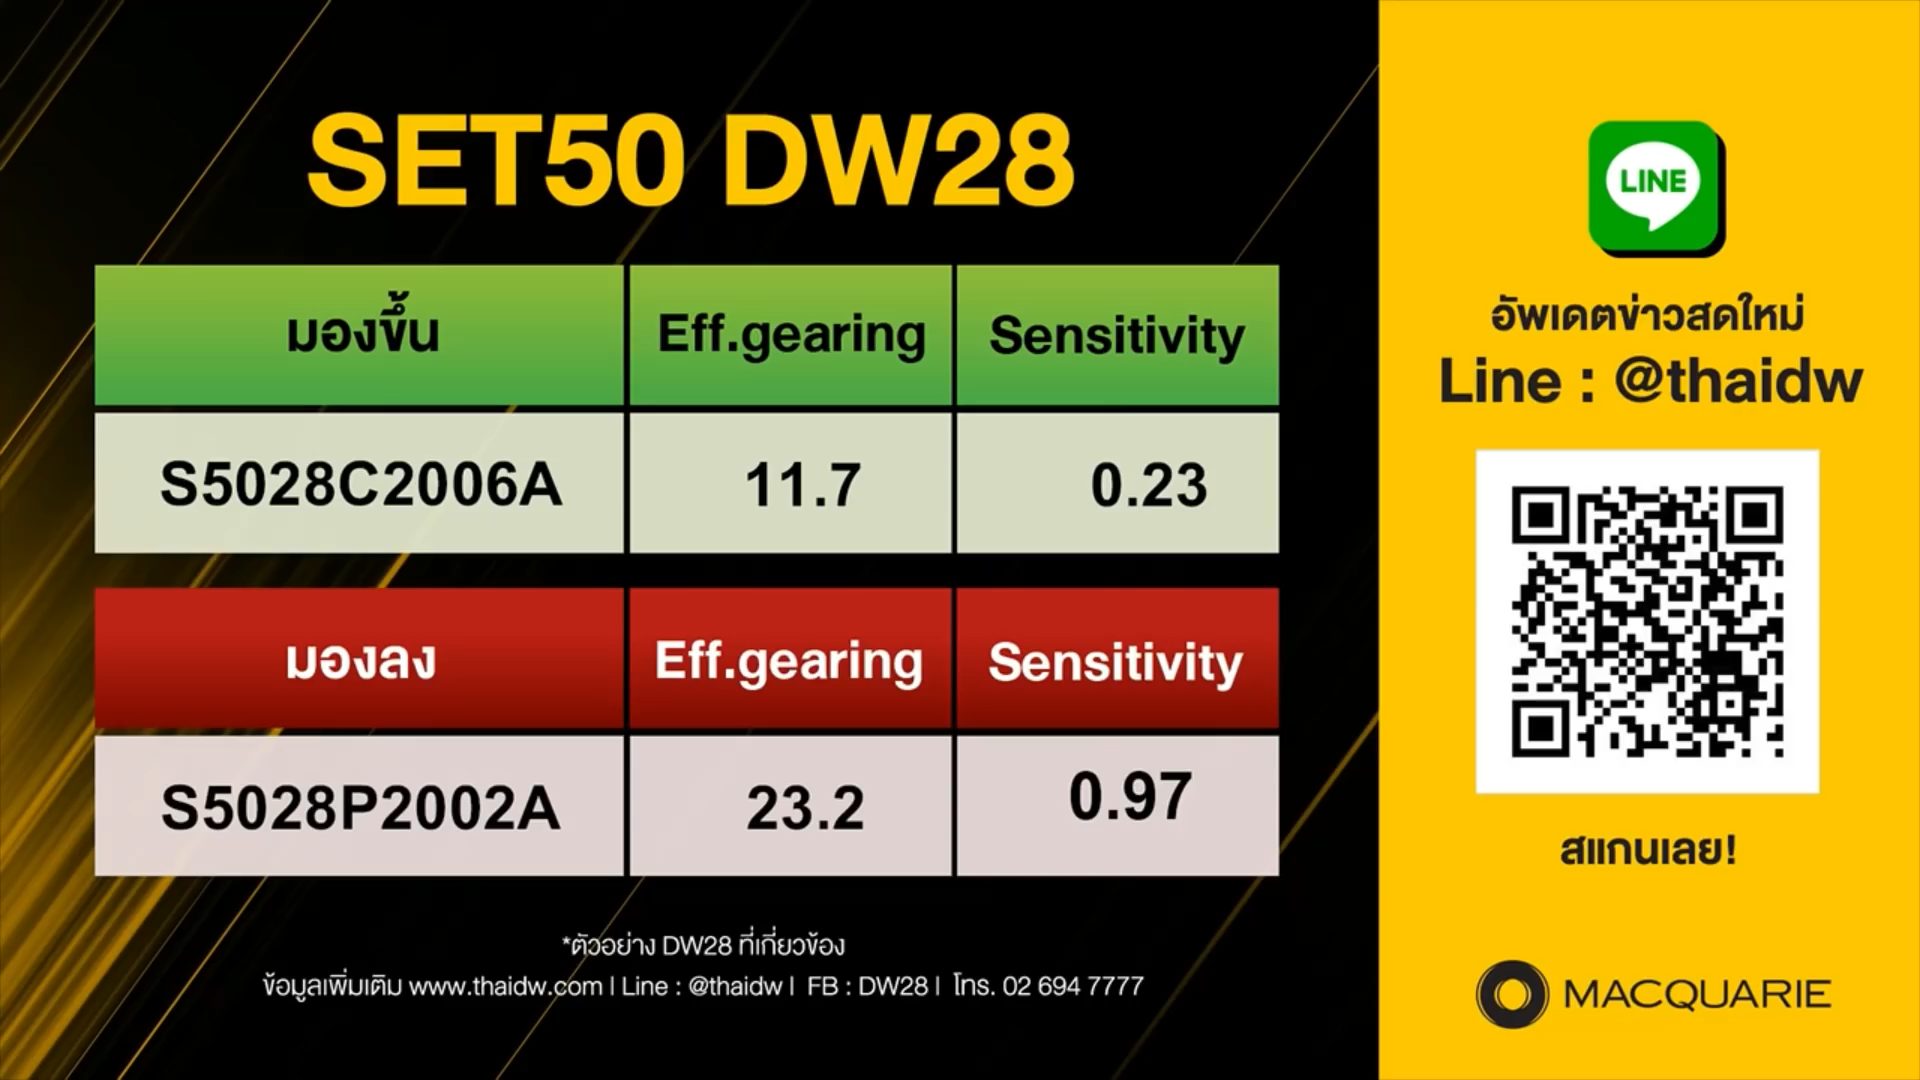 SET50 DW28
มองขึ้น Eff.gearing Sensitivity
S5028C2006A 11.7 0.23
มองลง Eff.gearing Sensitivity
S5028P2002A 23.2 0.97
*ตัวอย่าง DW28 ที่เกี่ยวข้อง
ข้อมูลเพิ่มเติม www.thaidw.com | Line : @thaidw | FB : DW28 | โทร. 02 694 7777
LINE
อัพเดตข่าวสดใหม่
Line : @thaidw
สแกนเลย!
MACQUARIE